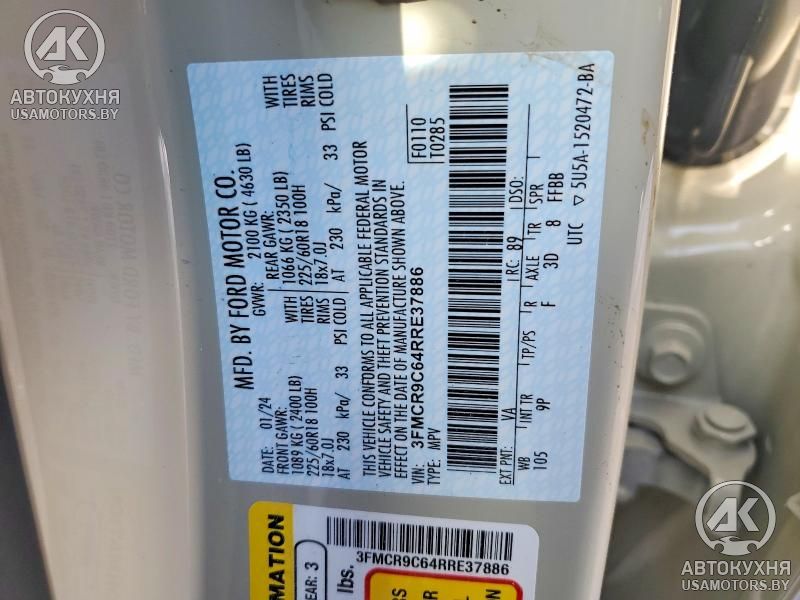 MFD. BY FORD MOTOR CO.
DATE: 01/24
GVWR: 2100 KG ( 4630 LB)
FRONT GAWR: REAR GAWR: WITH
1089 KG ( 2400 LB) 1066 KG ( 2350 LB) TIRES
225/60R18 100H TIRES 225/60R18 100H RIMS
18x7.0J RIMS 18x7.0J
AT 230 kPa/ 33 PSI COLD AT 230 kPa/ 33 PSI COLD
WITH
THIS VEHICLE CONFORMS TO ALL APPLICABLE FEDERAL MOTOR
VEHICLE SAFETY AND THEFT PREVENTION STANDARDS IN
EFFECT ON THE DATE OF MANUFACTURE SHOWN ABOVE.
F0110
T0285
VIN: 3FMCR9C64RRE37886
TYPE: MPV
EXT PNT: VA RC: 89 DSO:
WB INT TR TP/PS R AXLE TR SPR
105 9P F 3D 8 FFBB
UTC ▽ 5U5A-1520472-BA
MATION
EAR: 3
lbs.
3FMCR9C64RRE37886
AK
АВТОКУХНЯ
USAMOTORS.BY
AK
АВТОКУХНЯ
USAMOTORS.BY